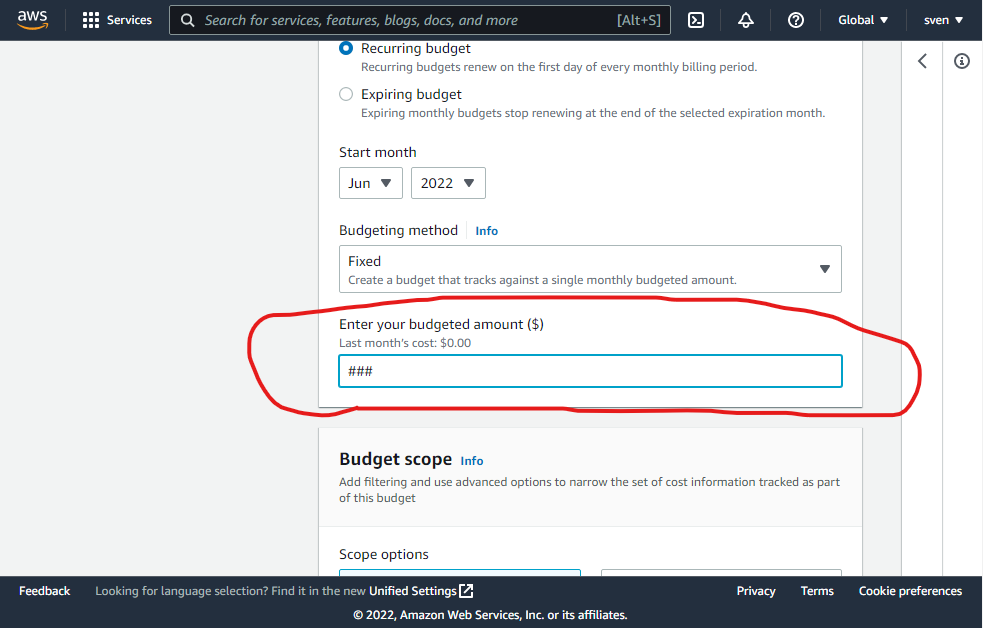 aws
Services
Search for services, features, blogs, docs, and more
[Alt+S]
Global
sven
Recurring budget
Recurring budgets renew on the first day of every monthly billing period.
Expiring budget
Expiring monthly budgets stop renewing at the end of the selected expiration month.
Start month
Jun
2022
Budgeting method
Info
Fixed
Create a budget that tracks against a single monthly budgeted amount.
Enter your budgeted amount ($)
Last month's cost: $0.00
###
Budget scope
Info
Add filtering and use advanced options to narrow the set of cost information tracked as part
of this budget
Scope options
Feedback
Looking for language selection? Find it in the new Unified Settings
Privacy
Terms
Cookie preferences
© 2022, Amazon Web Services, Inc. or its affiliates.